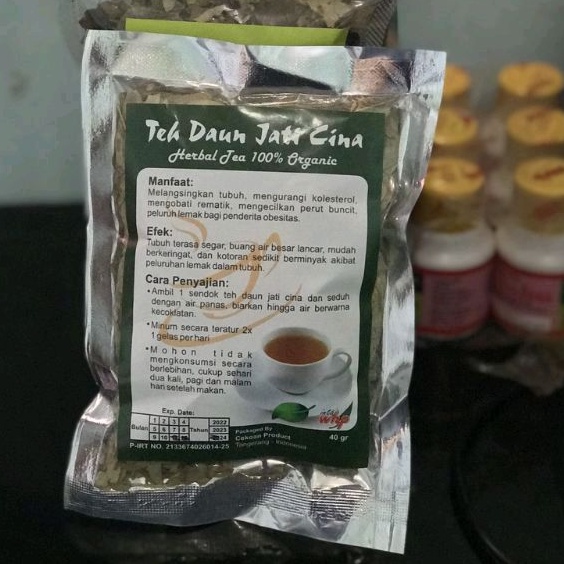 Teh Daun Jati Cina
Herbal Tea 100% Organic
Manfaat:
Melangsingkan tubuh, mengurangi kolesterol,
mengobati rematik, mengecilkan perut buncit,
peluruh lemak bagi penderita obesitas.
Efek:
Tubuh terasa segar, buang air besar lancar, mudah
berkeringat, dan kotoran sedikit berminyak akibat
peluruhan lemak dalam tubuh.
Cara Penyajian:
• Ambil 1 sendok teh daun jati cina dan seduh
dengan air panas, biarkan hingga air berwarna
kecoklatan.
• Minum secara teratur 2x
1 gelas per hari
• Mohon tidak
mengkonsumsi secara
berlebihan, cukup sehari
dua kali, pagi dan malam
hari setelah makan.
Exp. Date:
1 2 3 4 2022
Bulan 5 6 7 8 Tahun 2023
9 10
Packaged By
Cakoan Product
Tangerang - Indonesia
40 gr
P-IRT NO. 2133674026014-25